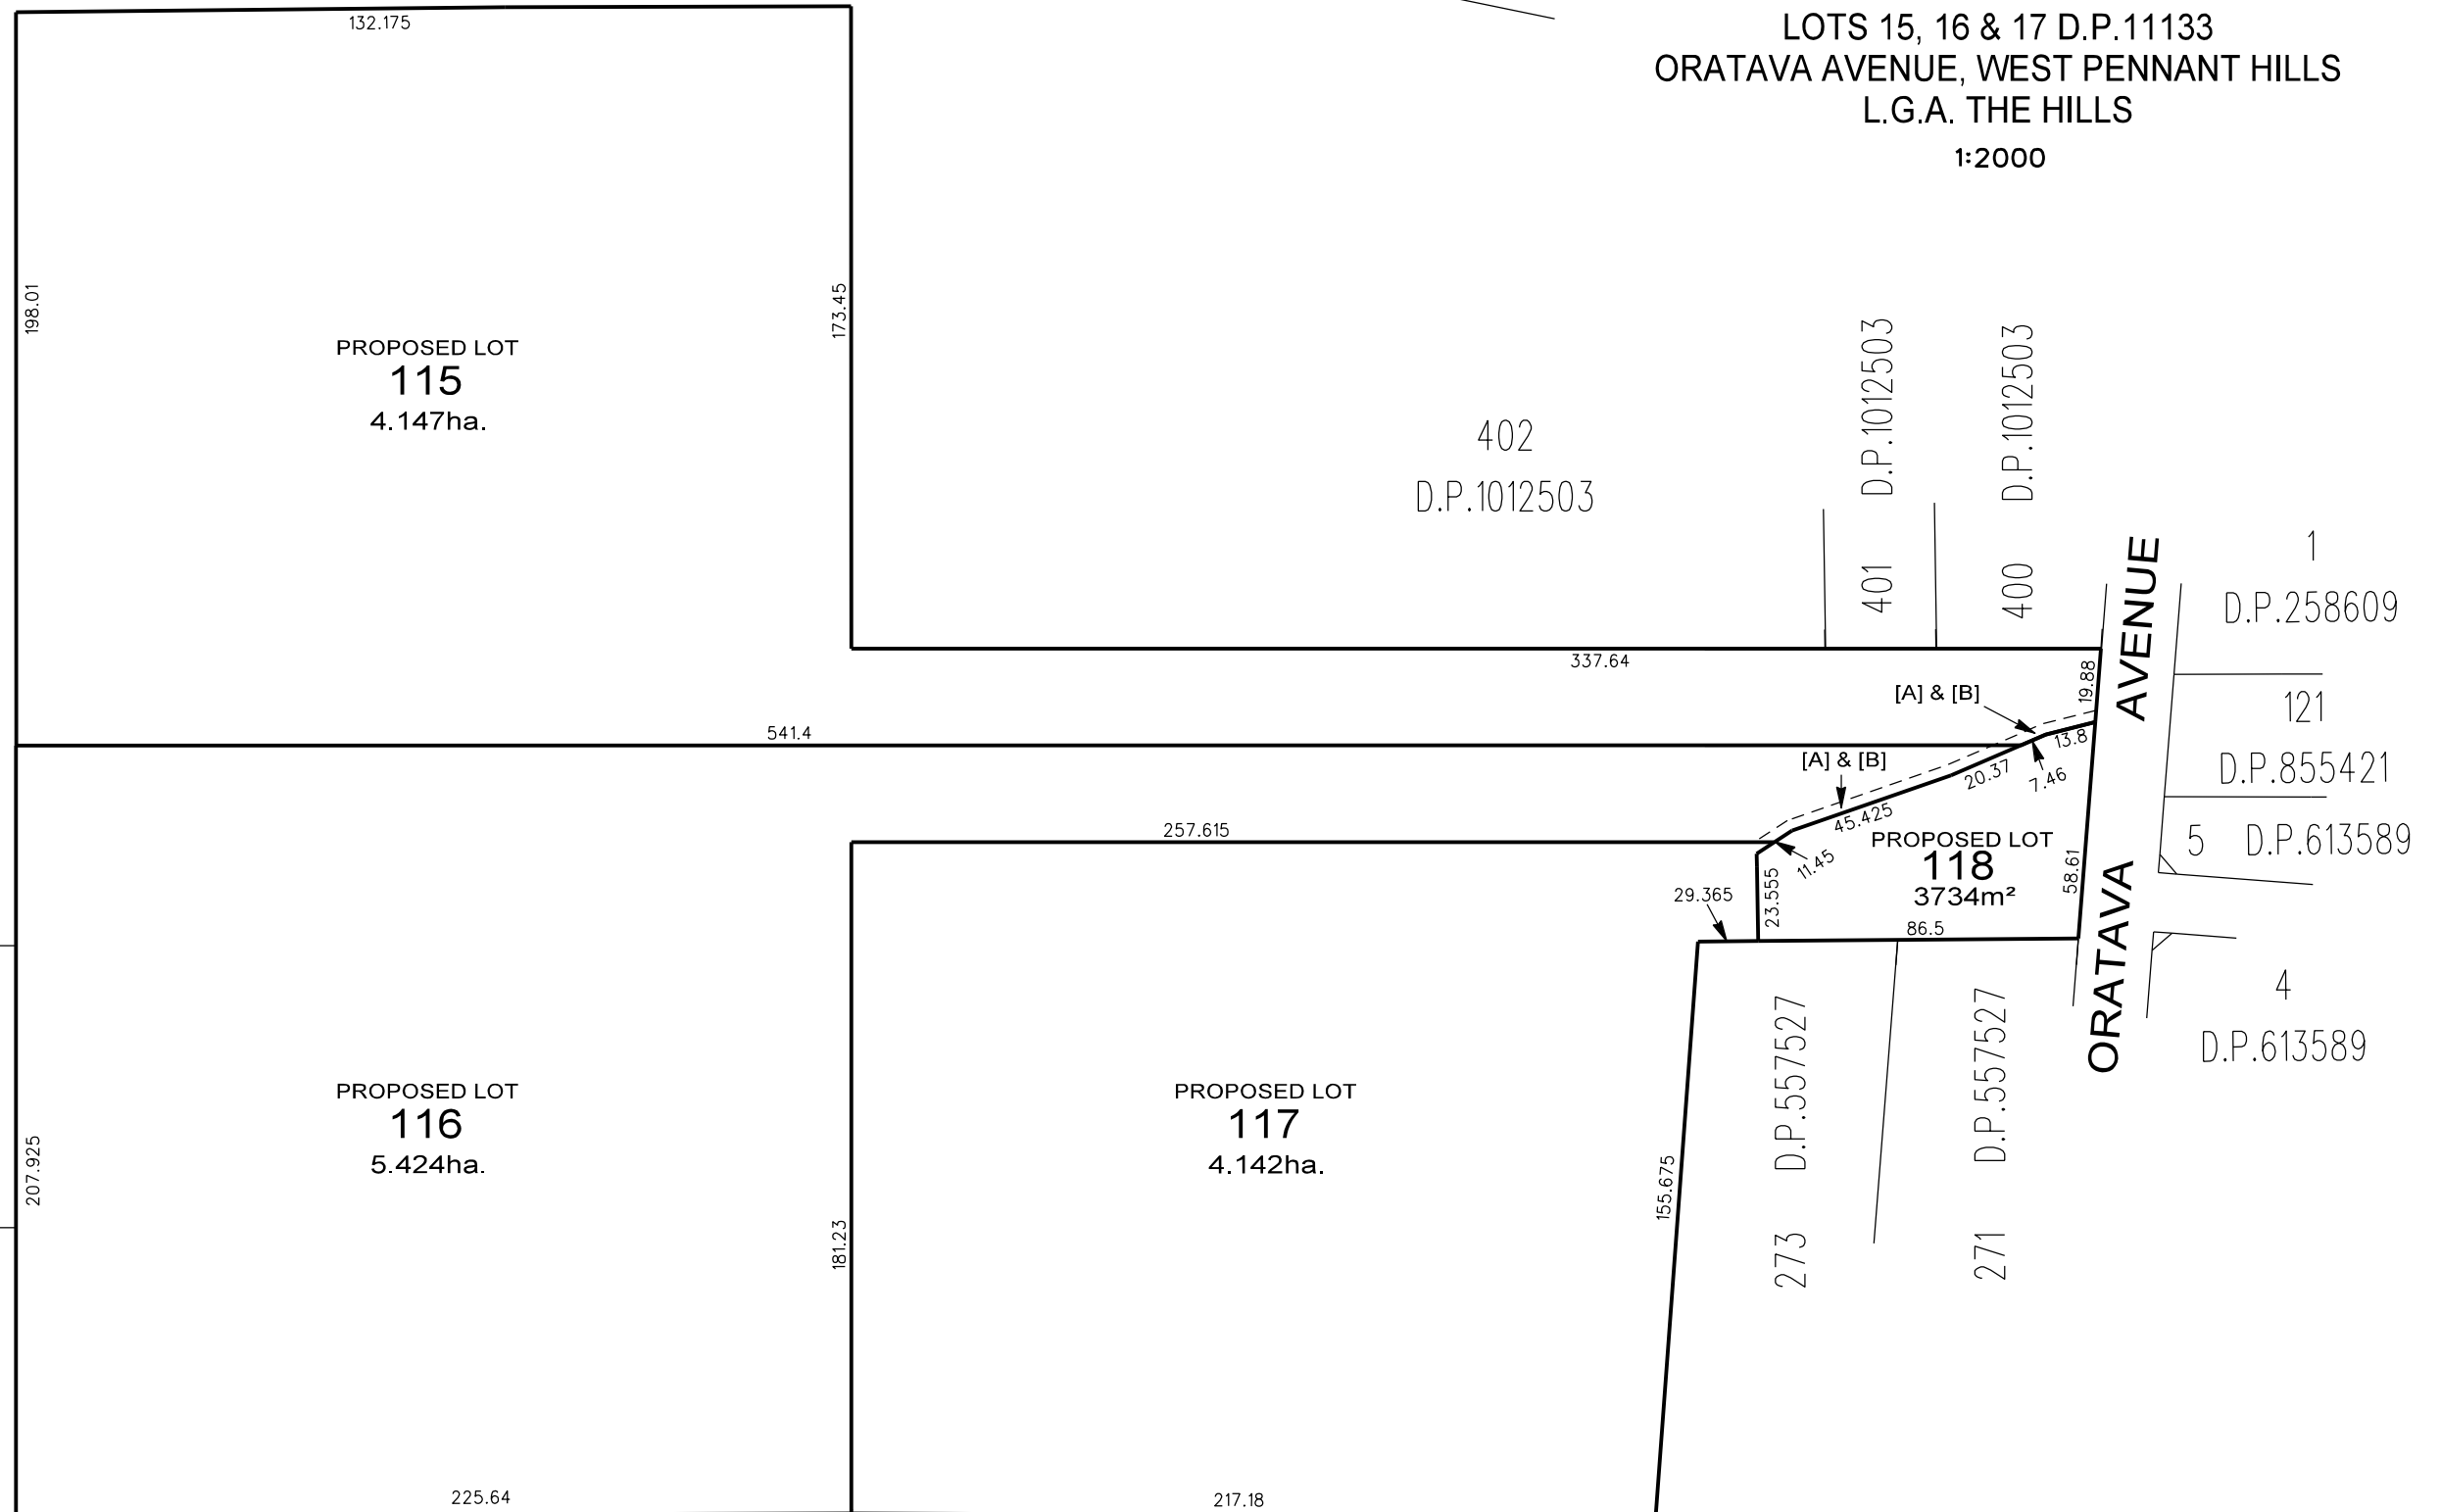 132.175
LOTS 15, 16 & 17 D.P.11133
ORATAVA AVENUE, WEST PENNANT HILLS
L.G.A. THE HILLS
1:2000
198.01
173.45
PROPOSED LOT
115
4.147ha.
402
D.P.1012503
401 D.P.1012503
400 D.P.1012503
1
D.P.258609
337.64
19.88
[A] & [B]
121
D.P.855421
541.4
13.8
[A] & [B]
20.37
7.46
45.425
257.615
11.45
PROPOSED LOT
118
3734m²
58.61
5 D.P.613589
29.365
23.555
86.5
ORATAVA AVENUE
4
D.P.613589
273 D.P.557527
271 D.P.557527
PROPOSED LOT
116
5.424ha.
PROPOSED LOT
117
4.142ha.
207.925
181.23
155.675
225.64
217.18